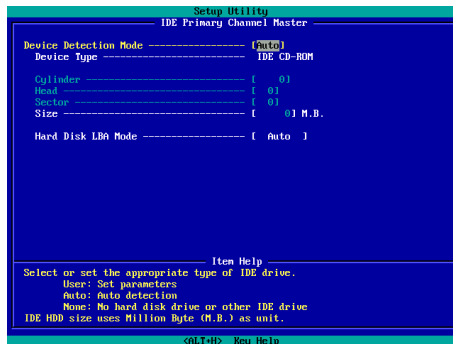 Setup Utility
IDE Primary Channel Master
Device Detection Mode ---------------- [Auto]
Device Type ----------------------- IDE CD-ROM
Cylinder -------------------------- [ 0]
Head ------------------------------ [ 0]
Sector ---------------------------- [ 0]
Size ------------------------------ [ 0] M.B.
Hard Disk LBA Mode ---------------- [ Auto ]
Item Help
Select or set the appropriate type of IDE drive.
User: Set parameters
Auto: Auto detection
None: No hard disk drive or other IDE drive
IDE HDD size uses Million Byte (M.B.) as unit.
<ALT+H> Key Help